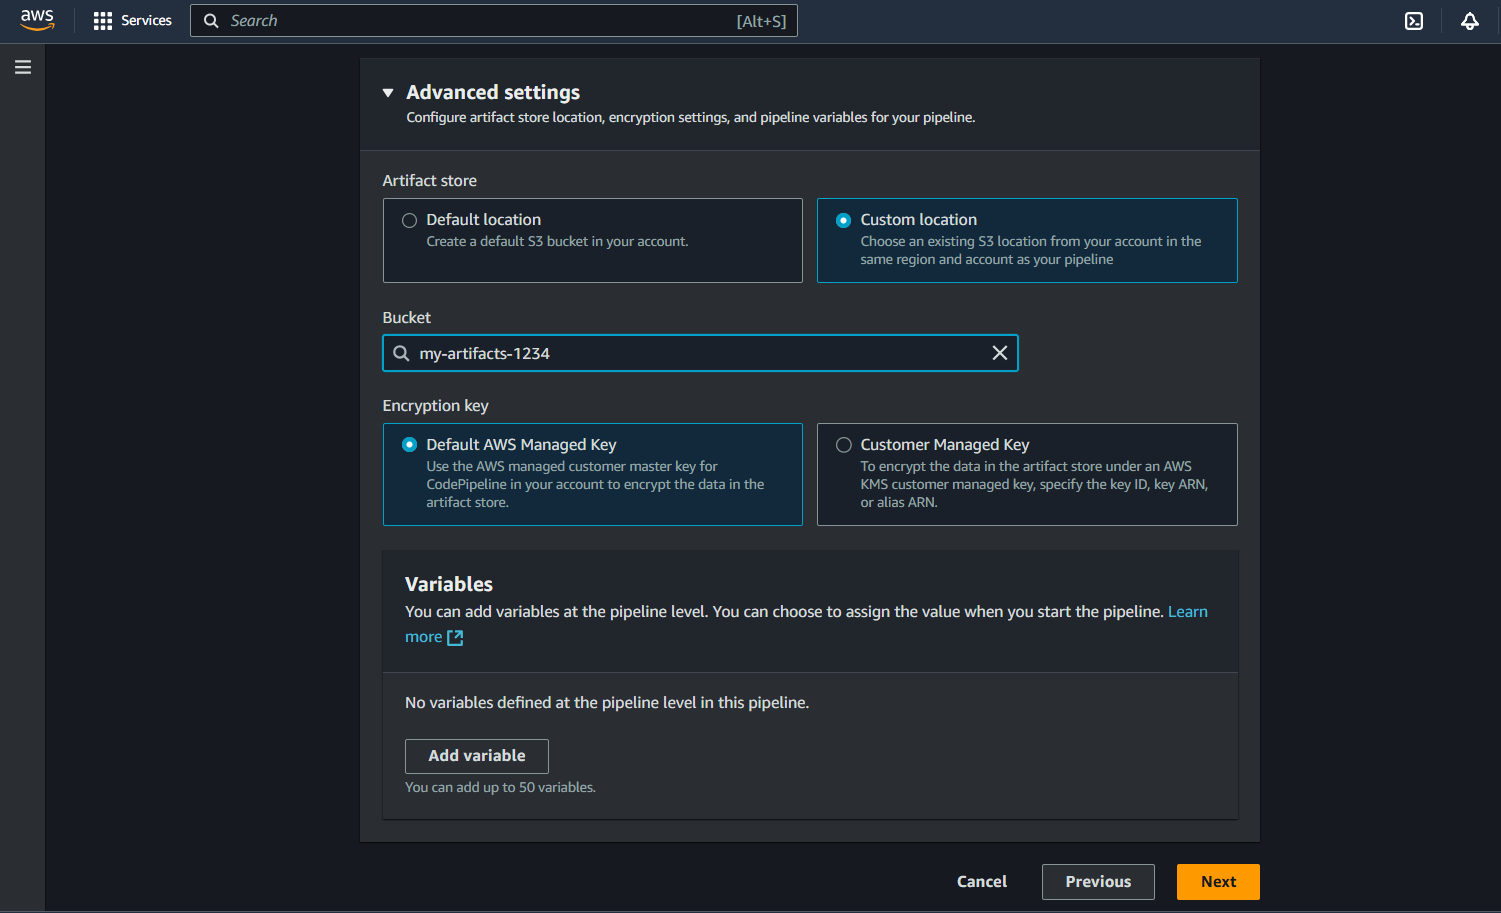 aws
Services
Search
[Alt+S]
Advanced settings
Configure artifact store location, encryption settings, and pipeline variables for your pipeline.
Artifact store
Default location
Create a default S3 bucket in your account.
Custom location
Choose an existing S3 location from your account in the
same region and account as your pipeline
Bucket
my-artifacts-1234
Encryption key
Default AWS Managed Key
Use the AWS managed customer master key for
CodePipeline in your account to encrypt the data in the
artifact store.
Customer Managed Key
To encrypt the data in the artifact store under an AWS
KMS customer managed key, specify the key ID, key ARN,
or alias ARN.
Variables
You can add variables at the pipeline level. You can choose to assign the value when you start the pipeline. Learn
more
No variables defined at the pipeline level in this pipeline.
Add variable
You can add up to 50 variables.
Cancel
Previous
Next